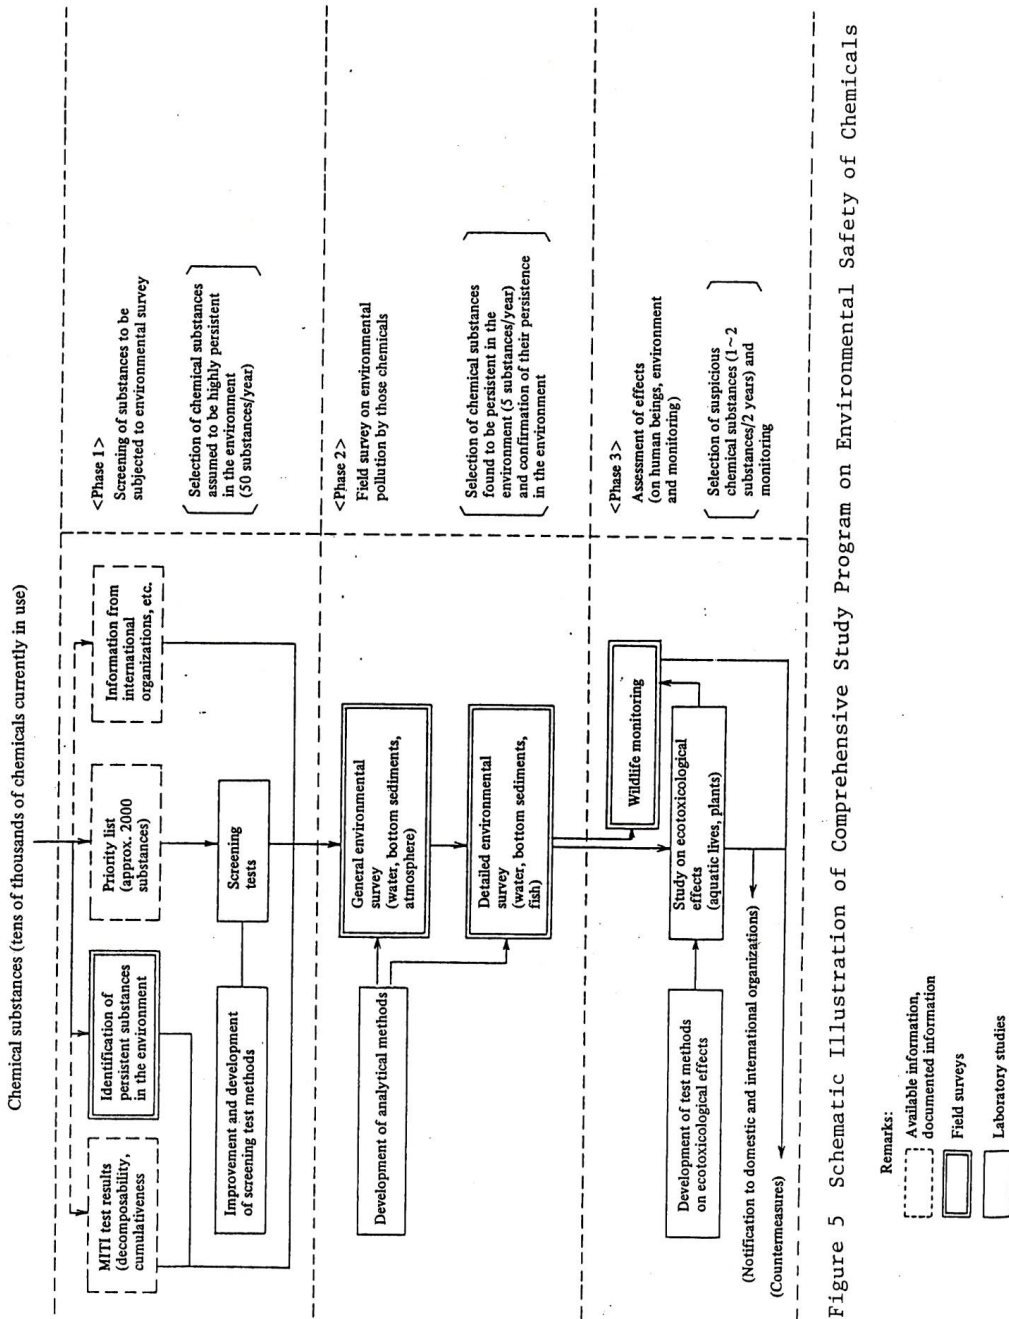 Chemical substances (tens of thousands of chemicals currently in use)
MITI test results
(decomposability,
cumulativeness
Identification of
persistent substances
in the environment
Priority list
(approx. 2000
substances)
Information from
international
organizations, etc.
Improvement and development
of screening test methods
Screening
tests
<Phase 1>
Screening of substances to be
subjected to environmental survey
Selection of chemical substances
assumed to be highly persistent
in the environment
(50 substances/year)
Development of analytical methods
General environmental
survey
(water, bottom sediments,
atmosphere)
Detailed environmental
survey
(water, bottom sediments,
fish)
<Phase 2>
Field survey on environmental
pollution by those chemicals
Selection of chemical substances
found to be persistent in the
environment (5 substances/year)
and confirmation of their persistence
in the environment
Wildlife monitoring
Development of test methods
on ecotoxicological effects
Study on ecotoxicological
effects
(aquatic lives, plants)
(Notification to domestic and international organizations)
(Countermeasures)
<Phase 3>
Assessment of effects
(on human beings, environment
and monitoring)
Selection of suspicious
chemical substances (1~2
substances/2 years) and
monitoring
Figure 5 Schematic Illustration of Comprehensive Study Program on Environmental Safety of Chemicals
Remarks:
Available information,
documented information
Field surveys
Laboratory studies